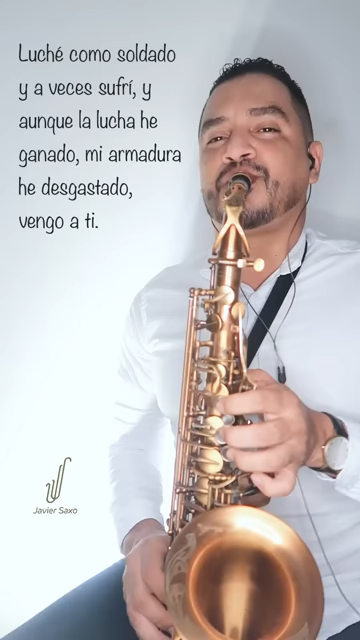 Luché como soldado
y a veces sufrí, y
aunque la lucha he
ganado, mi armadura
he desgastado,
vengo a ti.
Javier Saxo